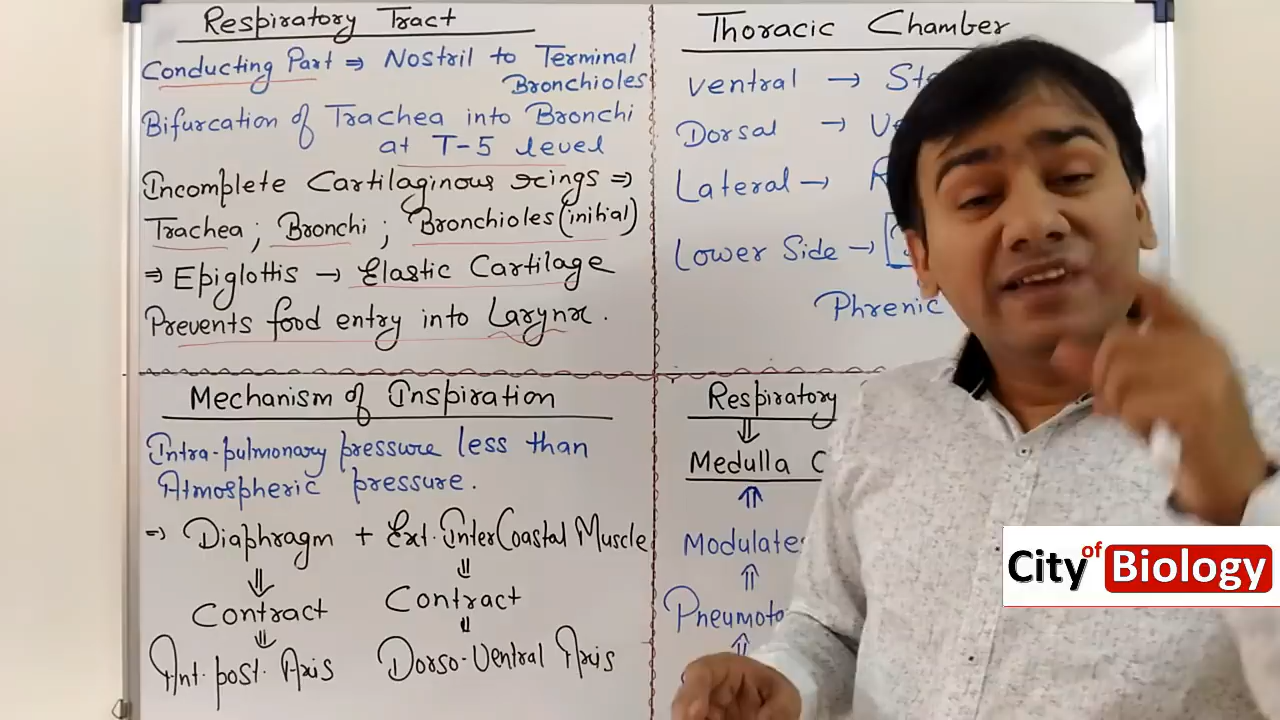 Respiratory Tract
Conducting Part ⇒ Nostril to Terminal
Bronchioles
Bifurcation of Trachea into Bronchi
at T-5 level
Incomplete Cartilaginous rings ⇒
Trachea ; Bronchi ; Bronchioles (initial)
⇒ Epiglottis → Elastic Cartilage
Prevents food entry into Larynx.
Thoracic Chamber
Ventral →
Dorsal →
Lateral →
Lower Side →
Phrenic
Mechanism of Inspiration
Intra-pulmonary pressure less than
Atmospheric pressure.
⇒ Diaphragm + Ext. InterCoastal Muscle
⇓ ⇓
Contract Contract
⇓ ⇓
Ant. post. Axis Dorso-Ventral Axis
Respiratory
⇓
Medulla
⇑
Modulate
⇑
⇑
City of Biology